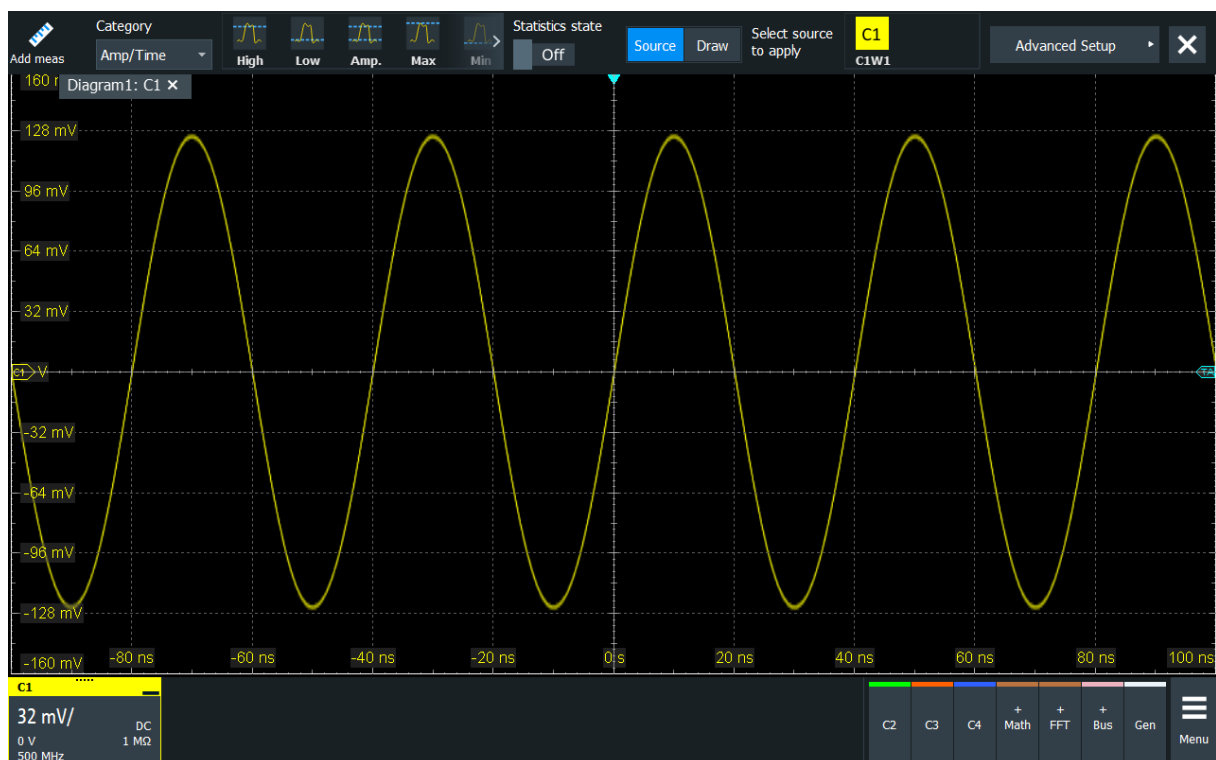 Add meas
Category
Amp/Time
High
Low
Amp.
Max
Min
Statistics state
Off
Source
Draw
Select source
to apply
C1
C1W1
Advanced Setup
Diagram1: C1
128 mV
96 mV
64 mV
32 mV
C1 V
-32 mV
-64 mV
-96 mV
-128 mV
-160 mV
-80 ns
-60 ns
-40 ns
-20 ns
0 s
20 ns
40 ns
60 ns
80 ns
100 ns
TA
C1
32 mV/
DC
0 V
1 MΩ
500 MHz
C2
C3
C4
+
Math
+
FFT
+
Bus
Gen
Menu